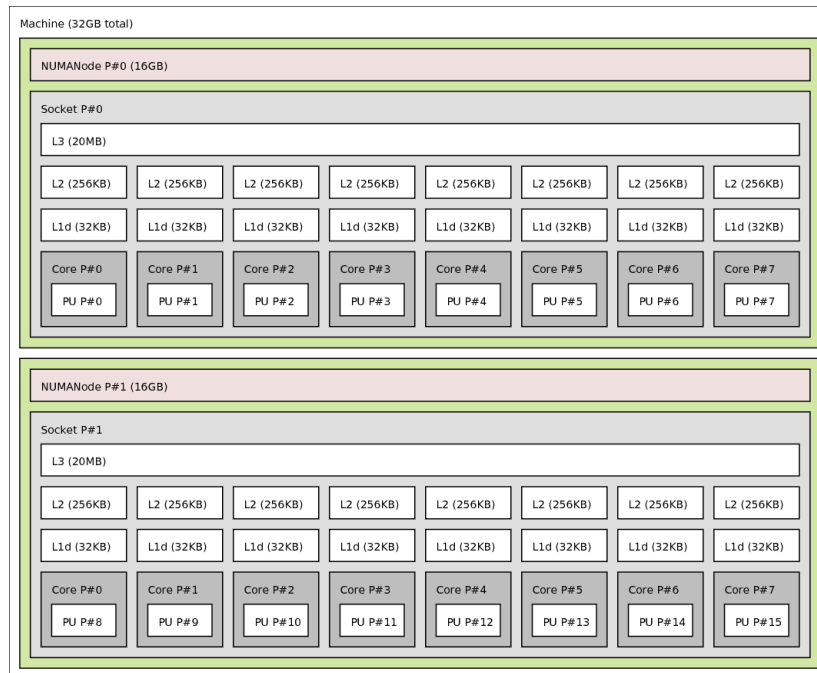 Machine (32GB total)
NUMANode P#0 (16GB)
Socket P#0
L3 (20MB)
L2 (256KB) L2 (256KB) L2 (256KB) L2 (256KB) L2 (256KB) L2 (256KB) L2 (256KB) L2 (256KB)
L1d (32KB) L1d (32KB) L1d (32KB) L1d (32KB) L1d (32KB) L1d (32KB) L1d (32KB) L1d (32KB)
Core P#0 Core P#1 Core P#2 Core P#3 Core P#4 Core P#5 Core P#6 Core P#7
PU P#0 PU P#1 PU P#2 PU P#3 PU P#4 PU P#5 PU P#6 PU P#7
NUMANode P#1 (16GB)
Socket P#1
L3 (20MB)
L2 (256KB) L2 (256KB) L2 (256KB) L2 (256KB) L2 (256KB) L2 (256KB) L2 (256KB) L2 (256KB)
L1d (32KB) L1d (32KB) L1d (32KB) L1d (32KB) L1d (32KB) L1d (32KB) L1d (32KB) L1d (32KB)
Core P#0 Core P#1 Core P#2 Core P#3 Core P#4 Core P#5 Core P#6 Core P#7
PU P#8 PU P#9 PU P#10 PU P#11 PU P#12 PU P#13 PU P#14 PU P#15